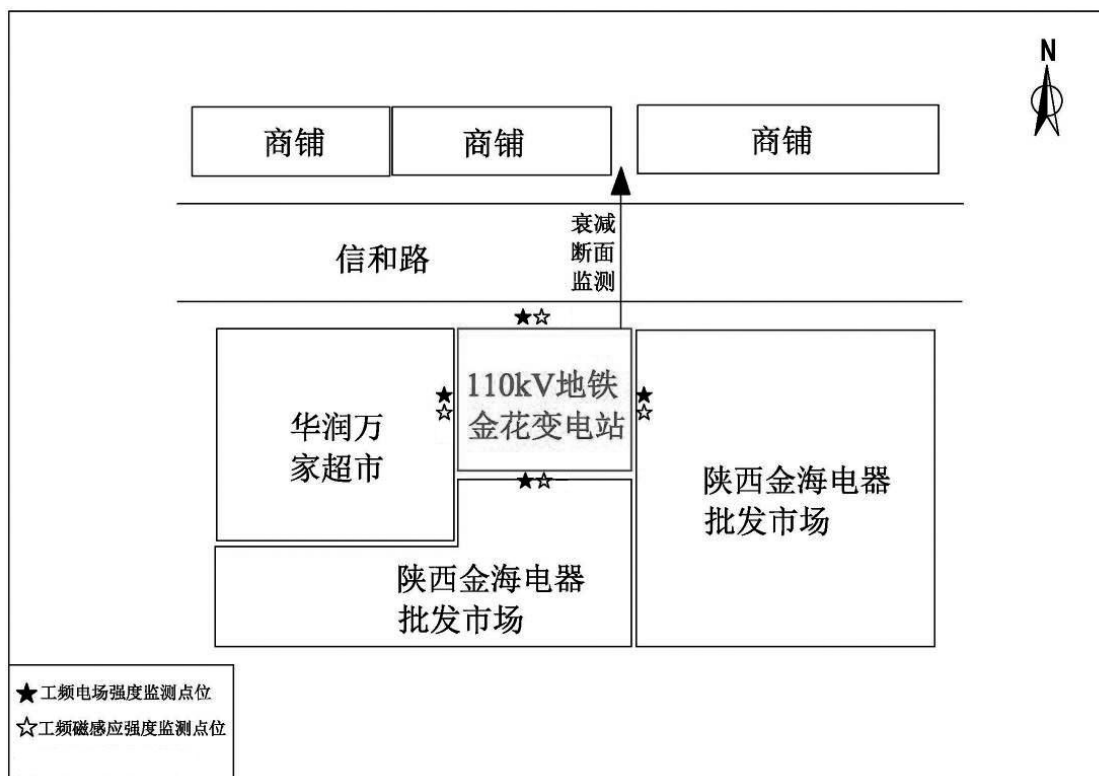 N
商铺
商铺
商铺
衰减
断面
监测
信和路
110kV地铁
金花变电站
华润万
家超市
陕西金海电器
批发市场
陕西金海电器
批发市场
★工频电场强度监测点位
☆工频磁感应强度监测点位